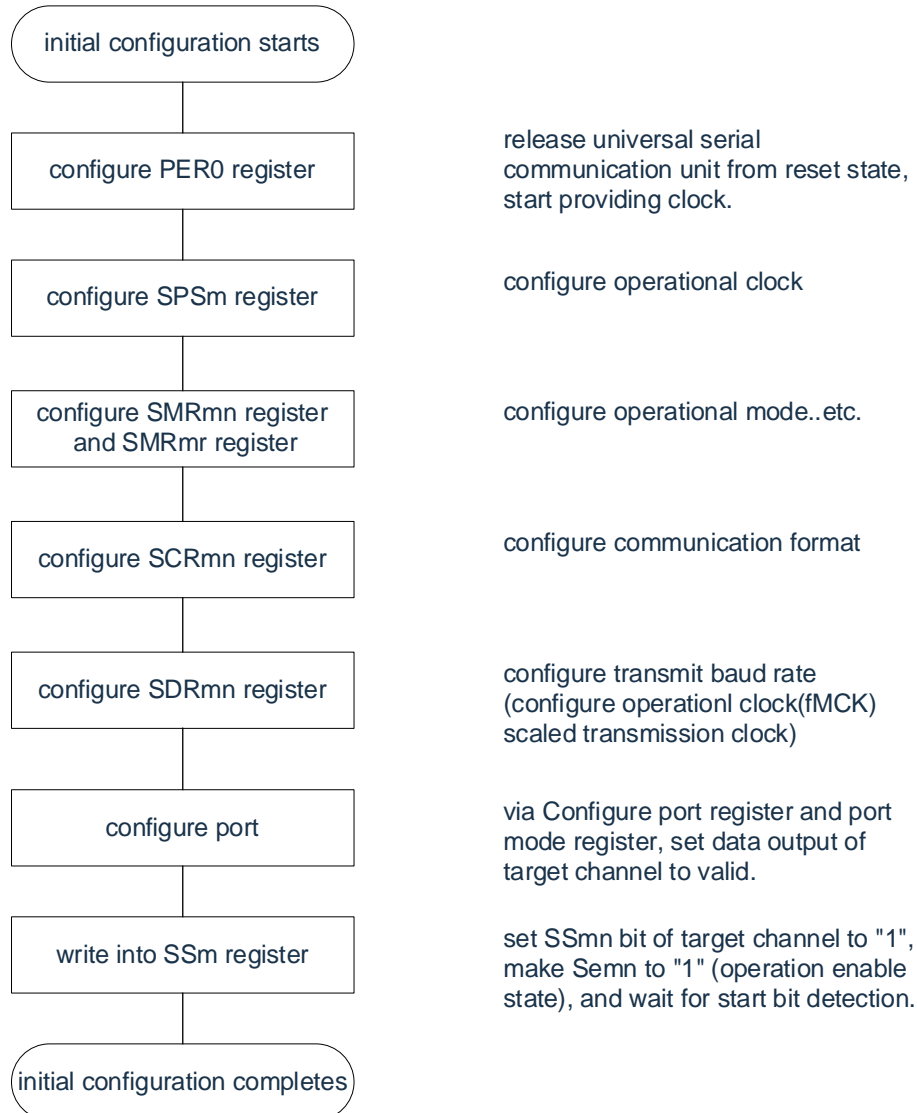 initial configuration starts
configure PER0 register
release universal serial
communication unit from reset state,
start providing clock.
configure SPSm register
configure operational clock
configure SMRmn register
and SMRmr register
configure operational mode..etc.
configure SCRmn register
configure communication format
configure SDRmn register
configure transmit baud rate
(configure operationl clock(fMCK)
scaled transmission clock)
configure port
via Configure port register and port
mode register, set data output of
target channel to valid.
write into SSm register
set SSmn bit of target channel to "1",
make Semn to "1" (operation enable
state), and wait for start bit detection.
initial configuration completes